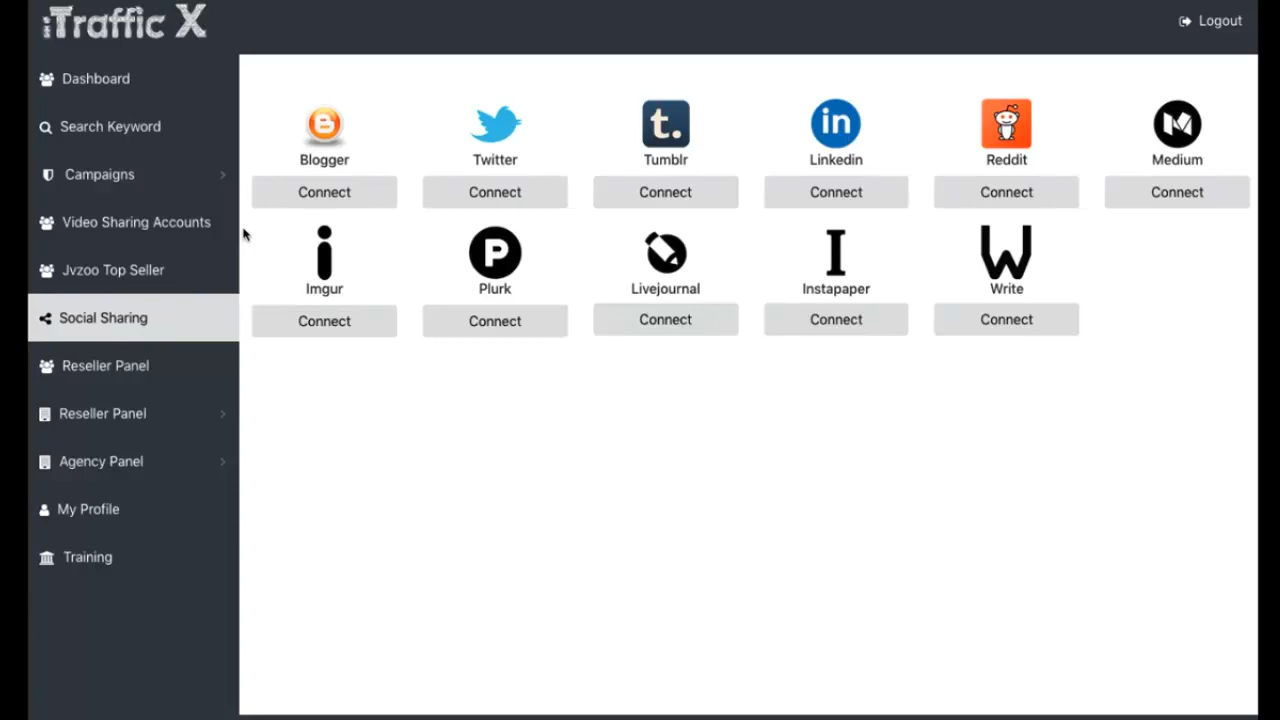 iTraffic X
Logout
Dashboard
Search Keyword
Campaigns
Video Sharing Accounts
Jvzoo Top Seller
Social Sharing
Reseller Panel
Reseller Panel
Agency Panel
My Profile
Training
Blogger
Twitter
Tumblr
Linkedin
Reddit
Medium
Connect
Connect
Connect
Connect
Connect
Connect
Imgur
Plurk
Livejournal
Instapaper
Write
Connect
Connect
Connect
Connect
Connect